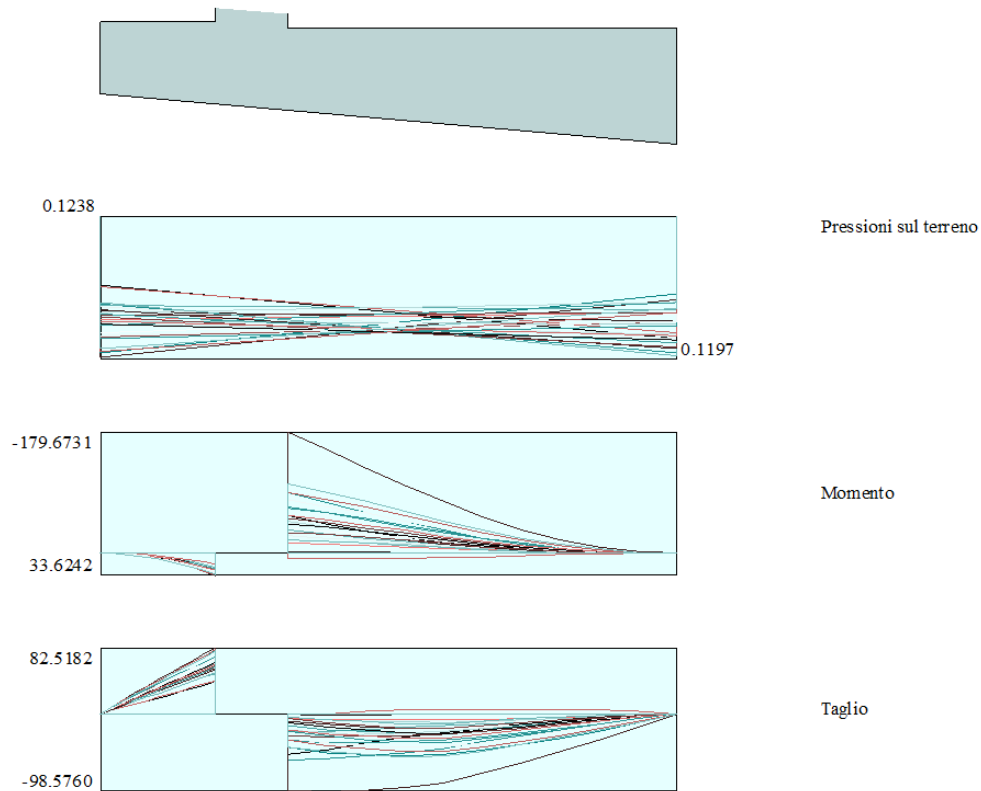 0.1238
Pressioni sul terreno
0.1197
-179.6731
Momento
33.6242
82.5182
Taglio
-98.5760